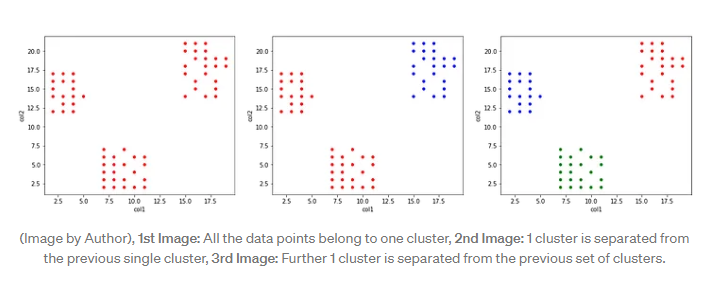 20.0
17.5
15.0
12.5
10.0
7.5
5.0
2.5
col2
2.5 5.0 7.5 10.0 12.5 15.0 17.5
col1
20.0
17.5
15.0
12.5
10.0
7.5
5.0
2.5
col2
2.5 5.0 7.5 10.0 12.5 15.0 17.5
col1
20.0
17.5
15.0
12.5
10.0
7.5
5.0
2.5
col2
2.5 5.0 7.5 10.0 12.5 15.0 17.5
col1
(Image by Author), 1st Image: All the data points belong to one cluster, 2nd Image: 1 cluster is separated from
the previous single cluster, 3rd Image: Further 1 cluster is separated from the previous set of clusters.